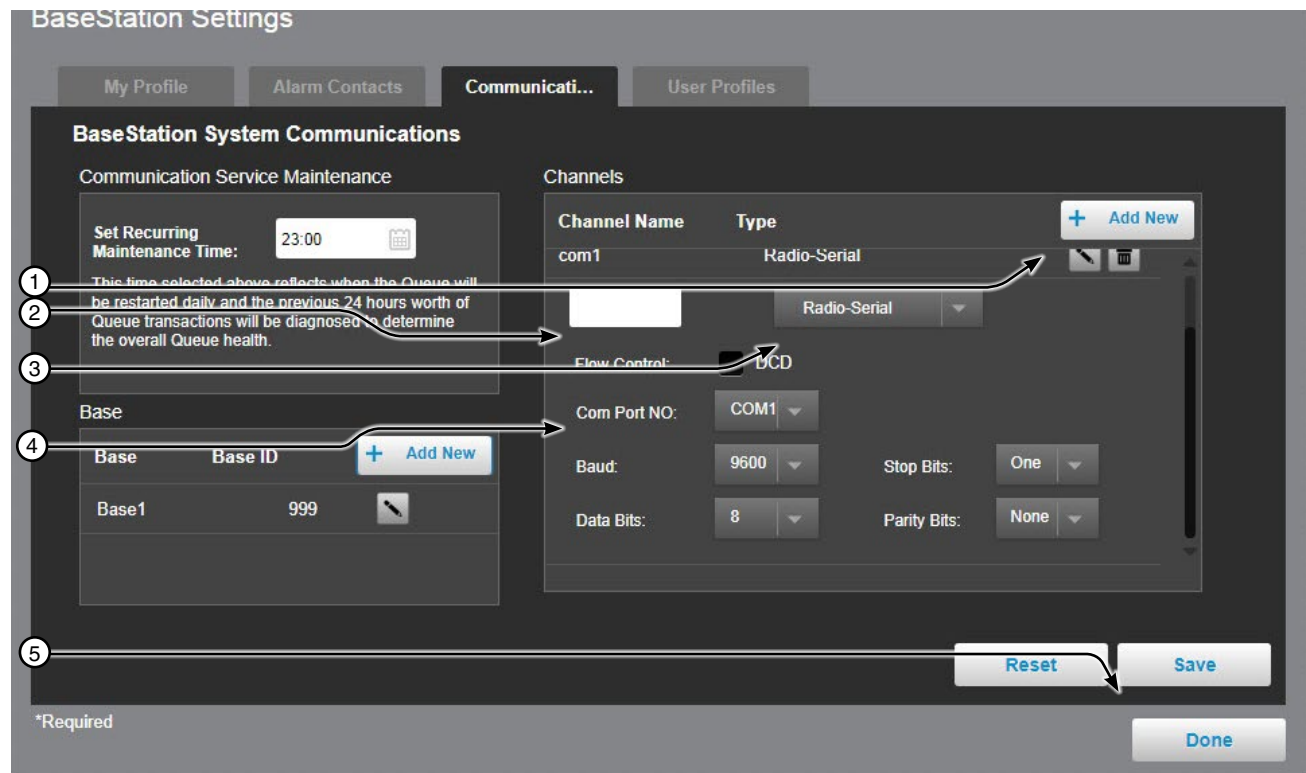 BaseStation Settings
My Profile
Alarm Contacts
Communicati...
User Profiles
BaseStation System Communications
Communication Service Maintenance
Set Recurring
Maintenance Time:
23:00
This time selected above reflects when the Queue will
be restarted daily and the previous 24 hours worth of
Queue transactions will be diagnosed to determine
the overall Queue health.
Base
Base Base ID
+ Add New
Base1 999
Channels
Channel Name Type
+ Add New
com1 Radio-Serial
Radio-Serial
Flow Control: DCD
Com Port NO: COM1
Baud: 9600 Stop Bits: One
Data Bits: 8 Parity Bits: None
1
2
3
4
5
Reset
Save
*Required
Done